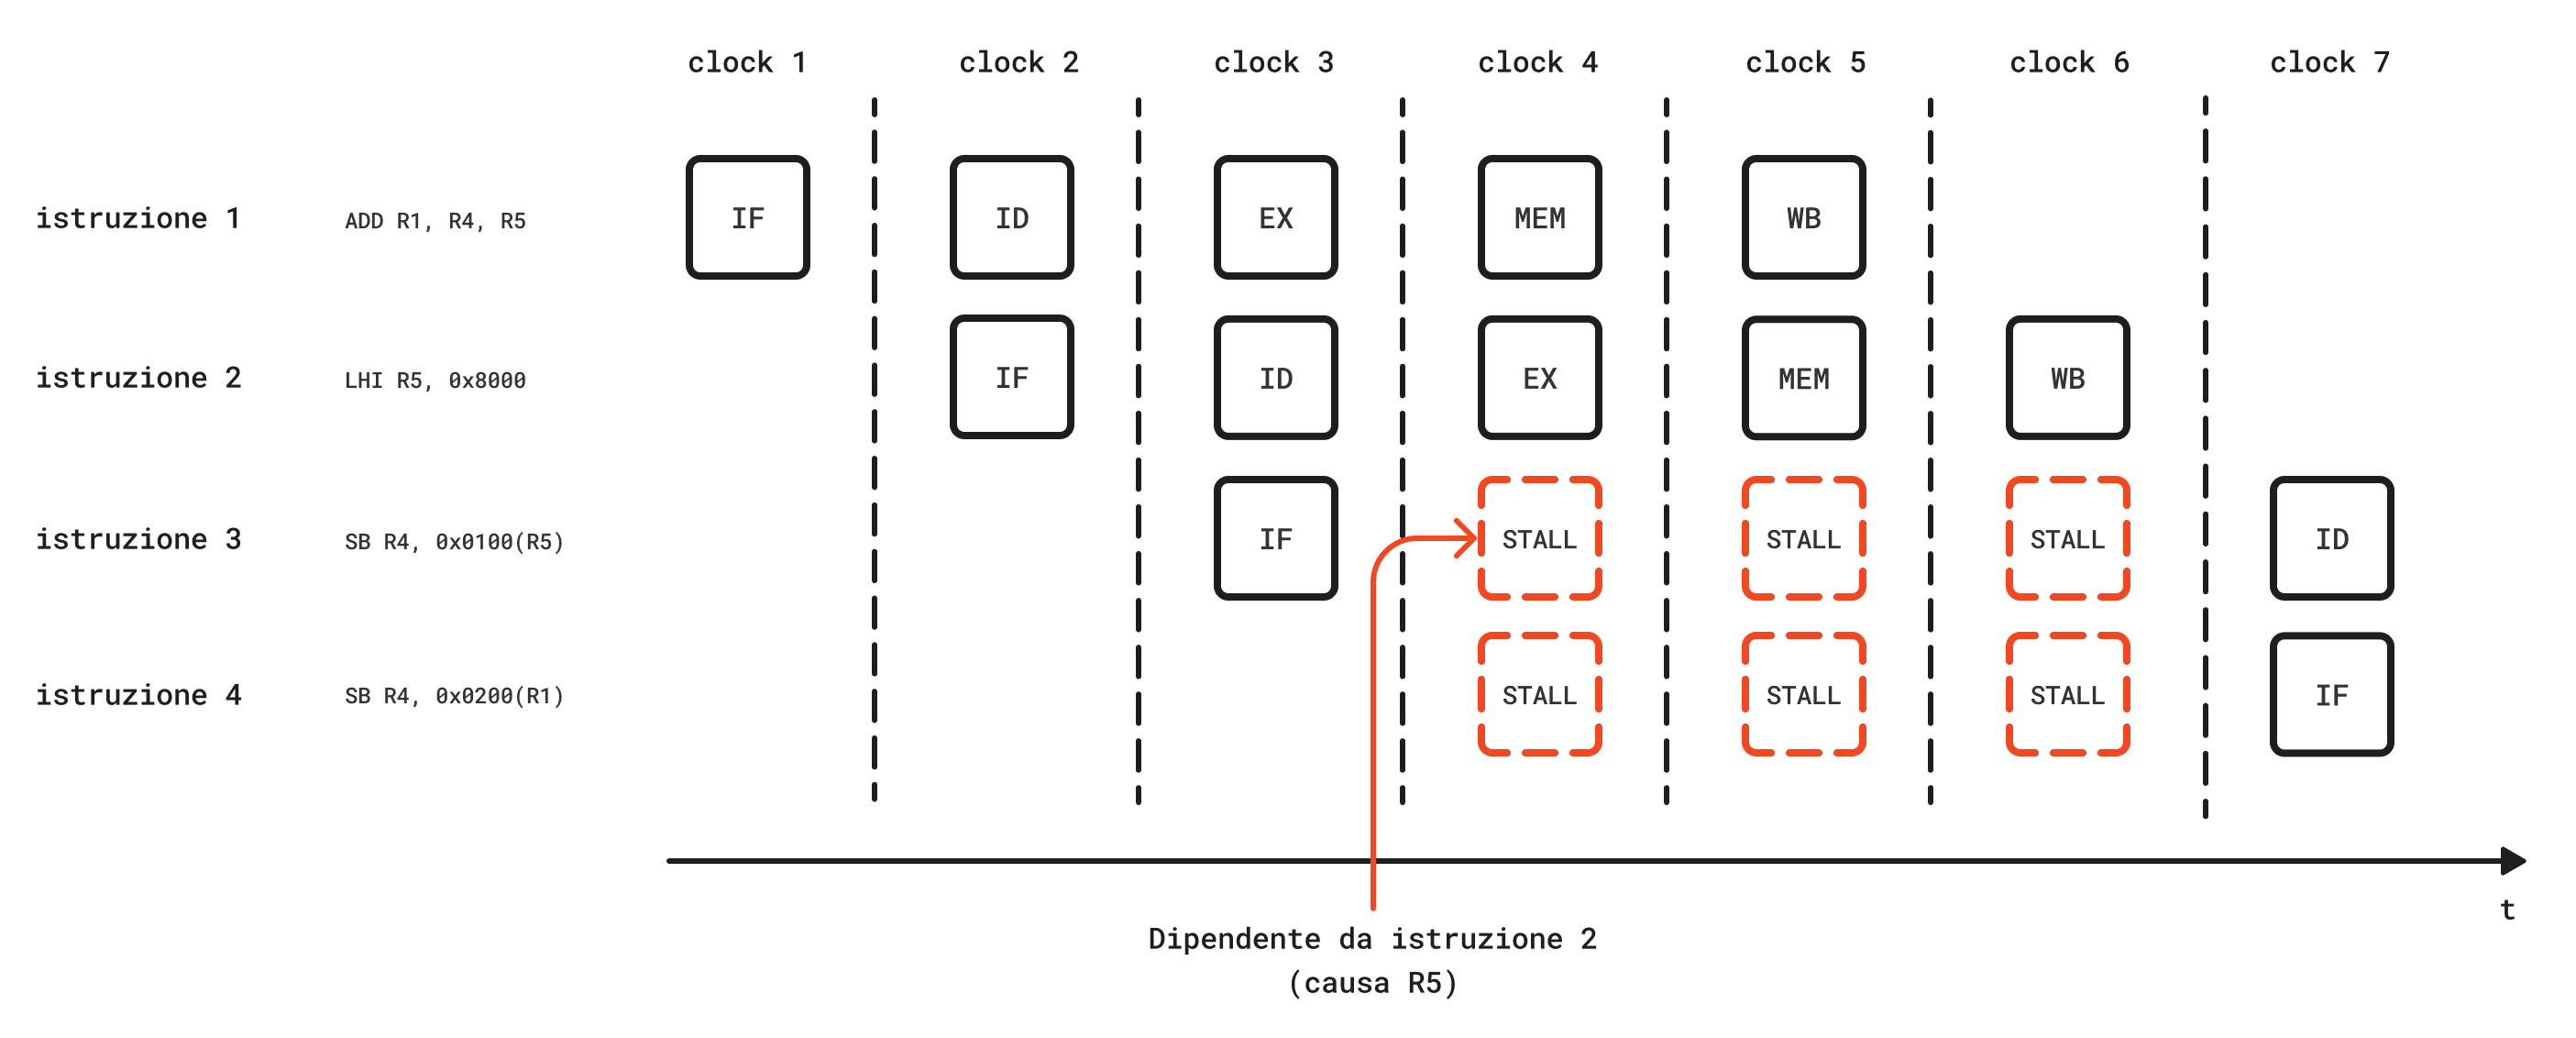 clock 1 clock 2 clock 3 clock 4 clock 5 clock 6 clock 7
istruzione 1 ADD R1, R4, R5 IF ID EX MEM WB
istruzione 2 LHI R5, 0x8000 IF ID EX MEM WB
istruzione 3 SB R4, 0x0100(R5) IF STALL STALL STALL ID
istruzione 4 SB R4, 0x0200(R1) STALL STALL STALL IF
t
Dipendente da istruzione 2
(causa R5)